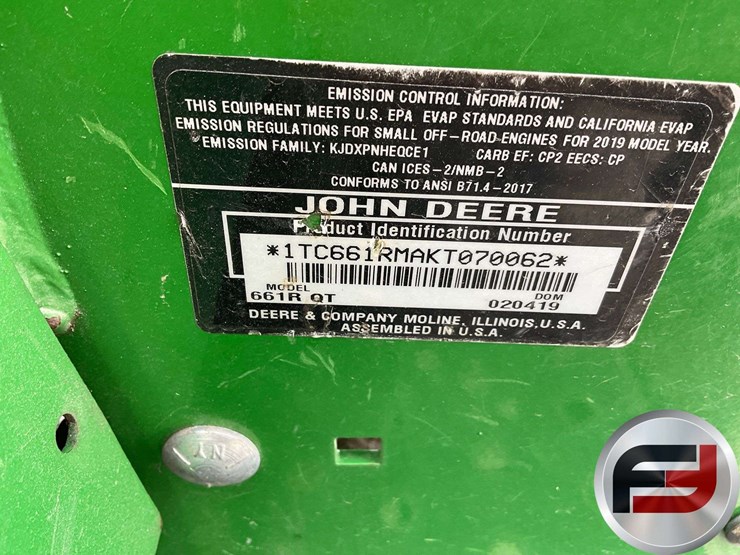 EMISSION CONTROL INFORMATION:
THIS EQUIPMENT MEETS U.S. EPA EVAP STANDARDS AND CALIFORNIA EVAP
EMISSION REGULATIONS FOR SMALL OFF-ROAD ENGINES FOR 2019 MODEL YEAR.
EMISSION FAMILY: KJDXPNHEQCE1 CARB EF: CP2 EECS: CP
CAN ICES-2/NMB-2
CONFORMS TO ANSI B71.4-2017
JOHN DEERE
Product Identification Number
*1TC661RMAKT070062*
MODEL DOM
661R QT 020419
DEERE & COMPANY MOLINE, ILLINOIS, U.S.A.
ASSEMBLED IN U.S.A.